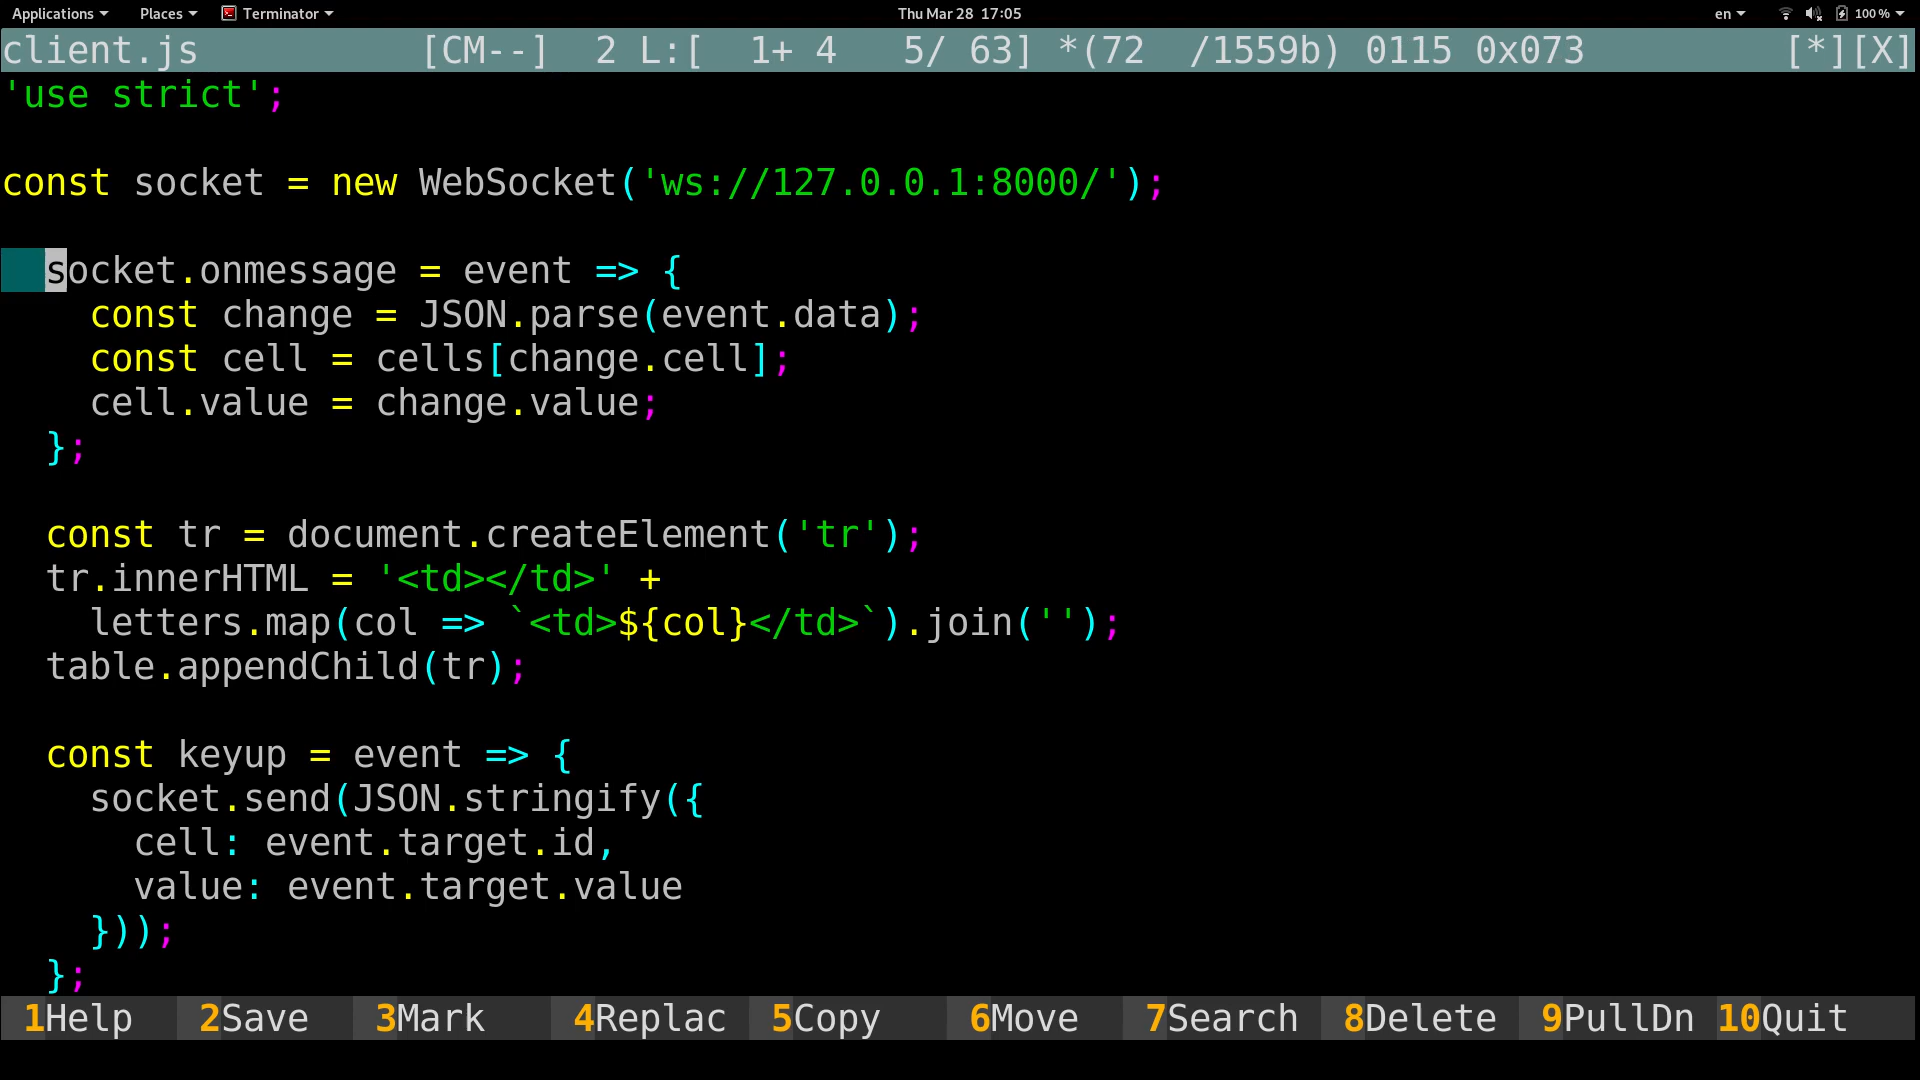 Applications Places Terminator Thu Mar 28 17:05 en 100 %
client.js [CM--] 2 L:[ 1+ 4 5/ 63] *(72 /1559b) 0115 0x073 [*][X]
'use strict';
const socket = new WebSocket('ws://127.0.0.1:8000/');
socket.onmessage = event => {
const change = JSON.parse(event.data);
const cell = cells[change.cell];
cell.value = change.value;
};
const tr = document.createElement('tr');
tr.innerHTML = '<td></td>' +
letters.map(col => `<td>${col}</td>`).join('');
table.appendChild(tr);
const keyup = event => {
socket.send(JSON.stringify({
cell: event.target.id,
value: event.target.value
}));
};
1Help 2Save 3Mark 4Replac 5Copy 6Move 7Search 8Delete 9PullDn 10Quit